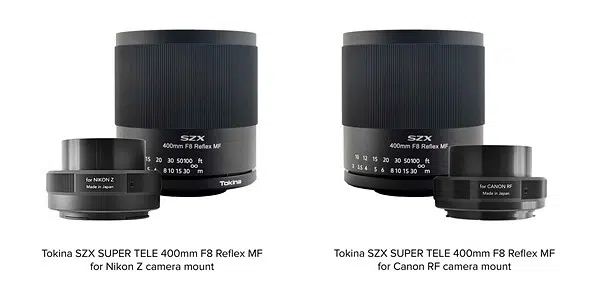 SZX
400mm F8 Reflex MF
15 20 30 50100 ft
∞
8 10 15 30 m
Tokina
for NIKON Z
Made in Japan
SZX
400mm F8 Reflex MF
10 12 15 20 30 50100 ft
∞
3 3.5 4 5 6 8 10 15 30 m
for CANON RF
Made in Japan
Tokina SZX SUPER TELE 400mm F8 Reflex MF
for Nikon Z camera mount
Tokina SZX SUPER TELE 400mm F8 Reflex MF
for Canon RF camera mount